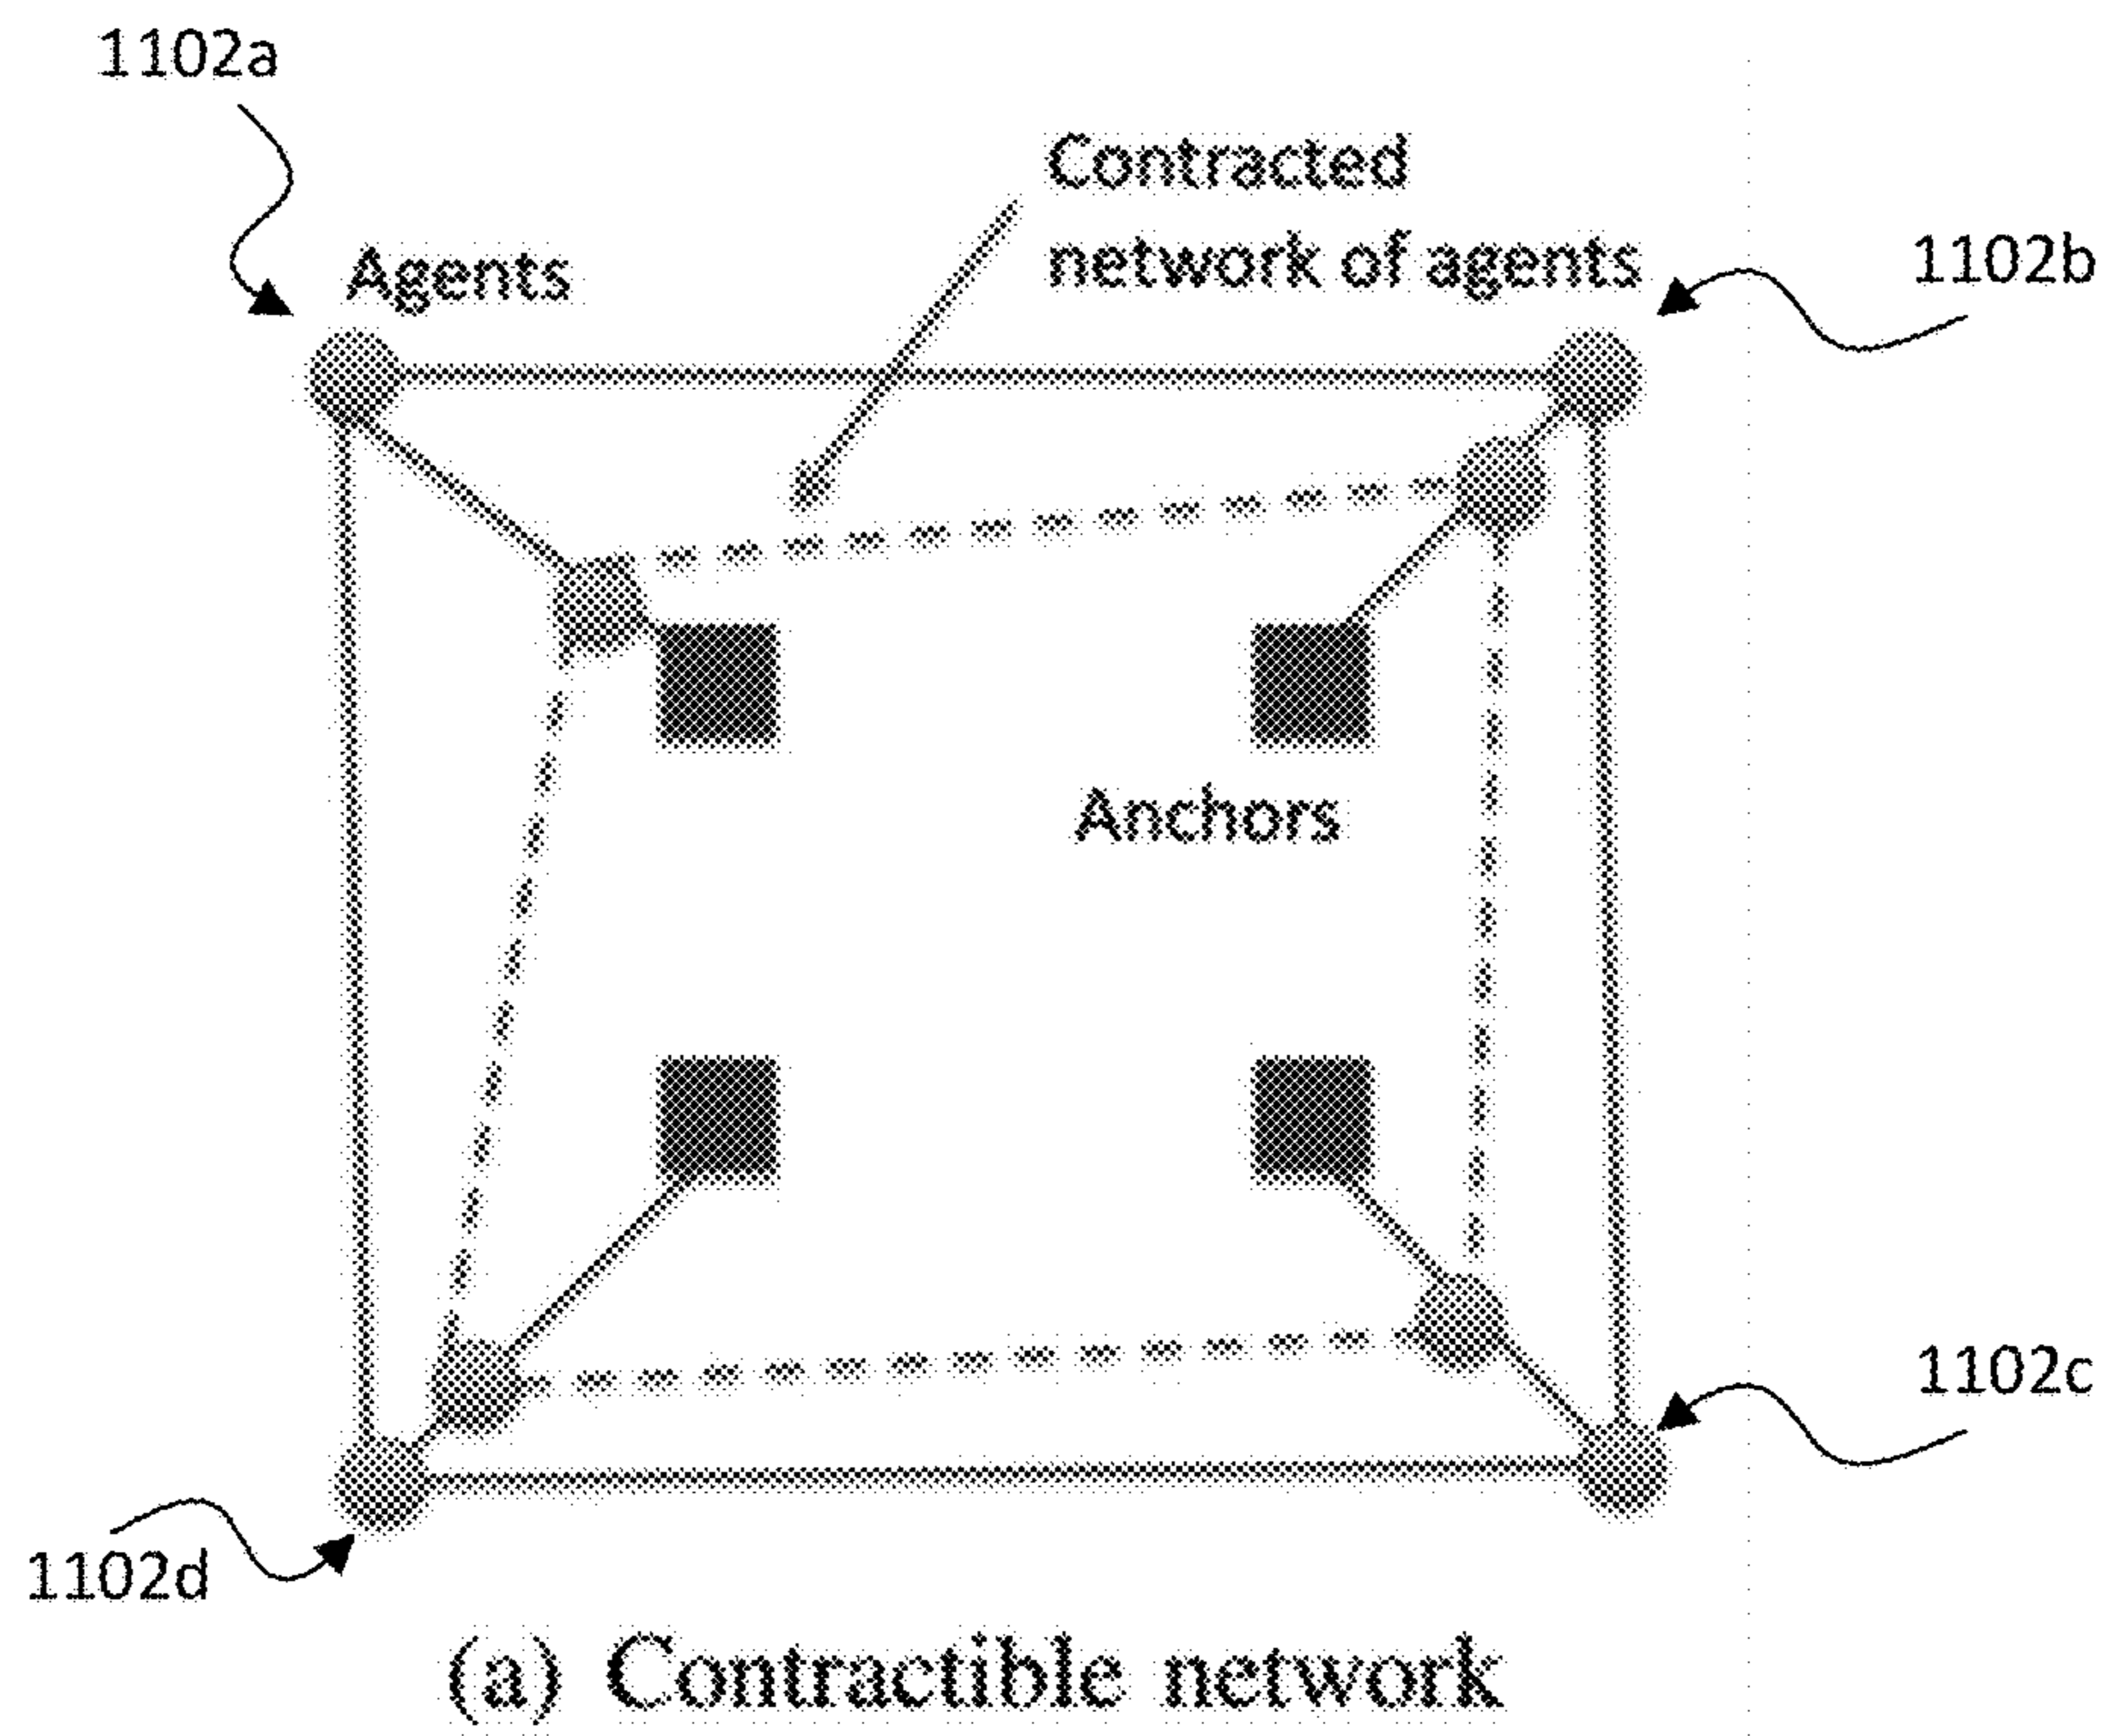 1102a
Contracted
network of agents
1102b
Agents
Anchors
1102c
1102d
(a) Contractible network